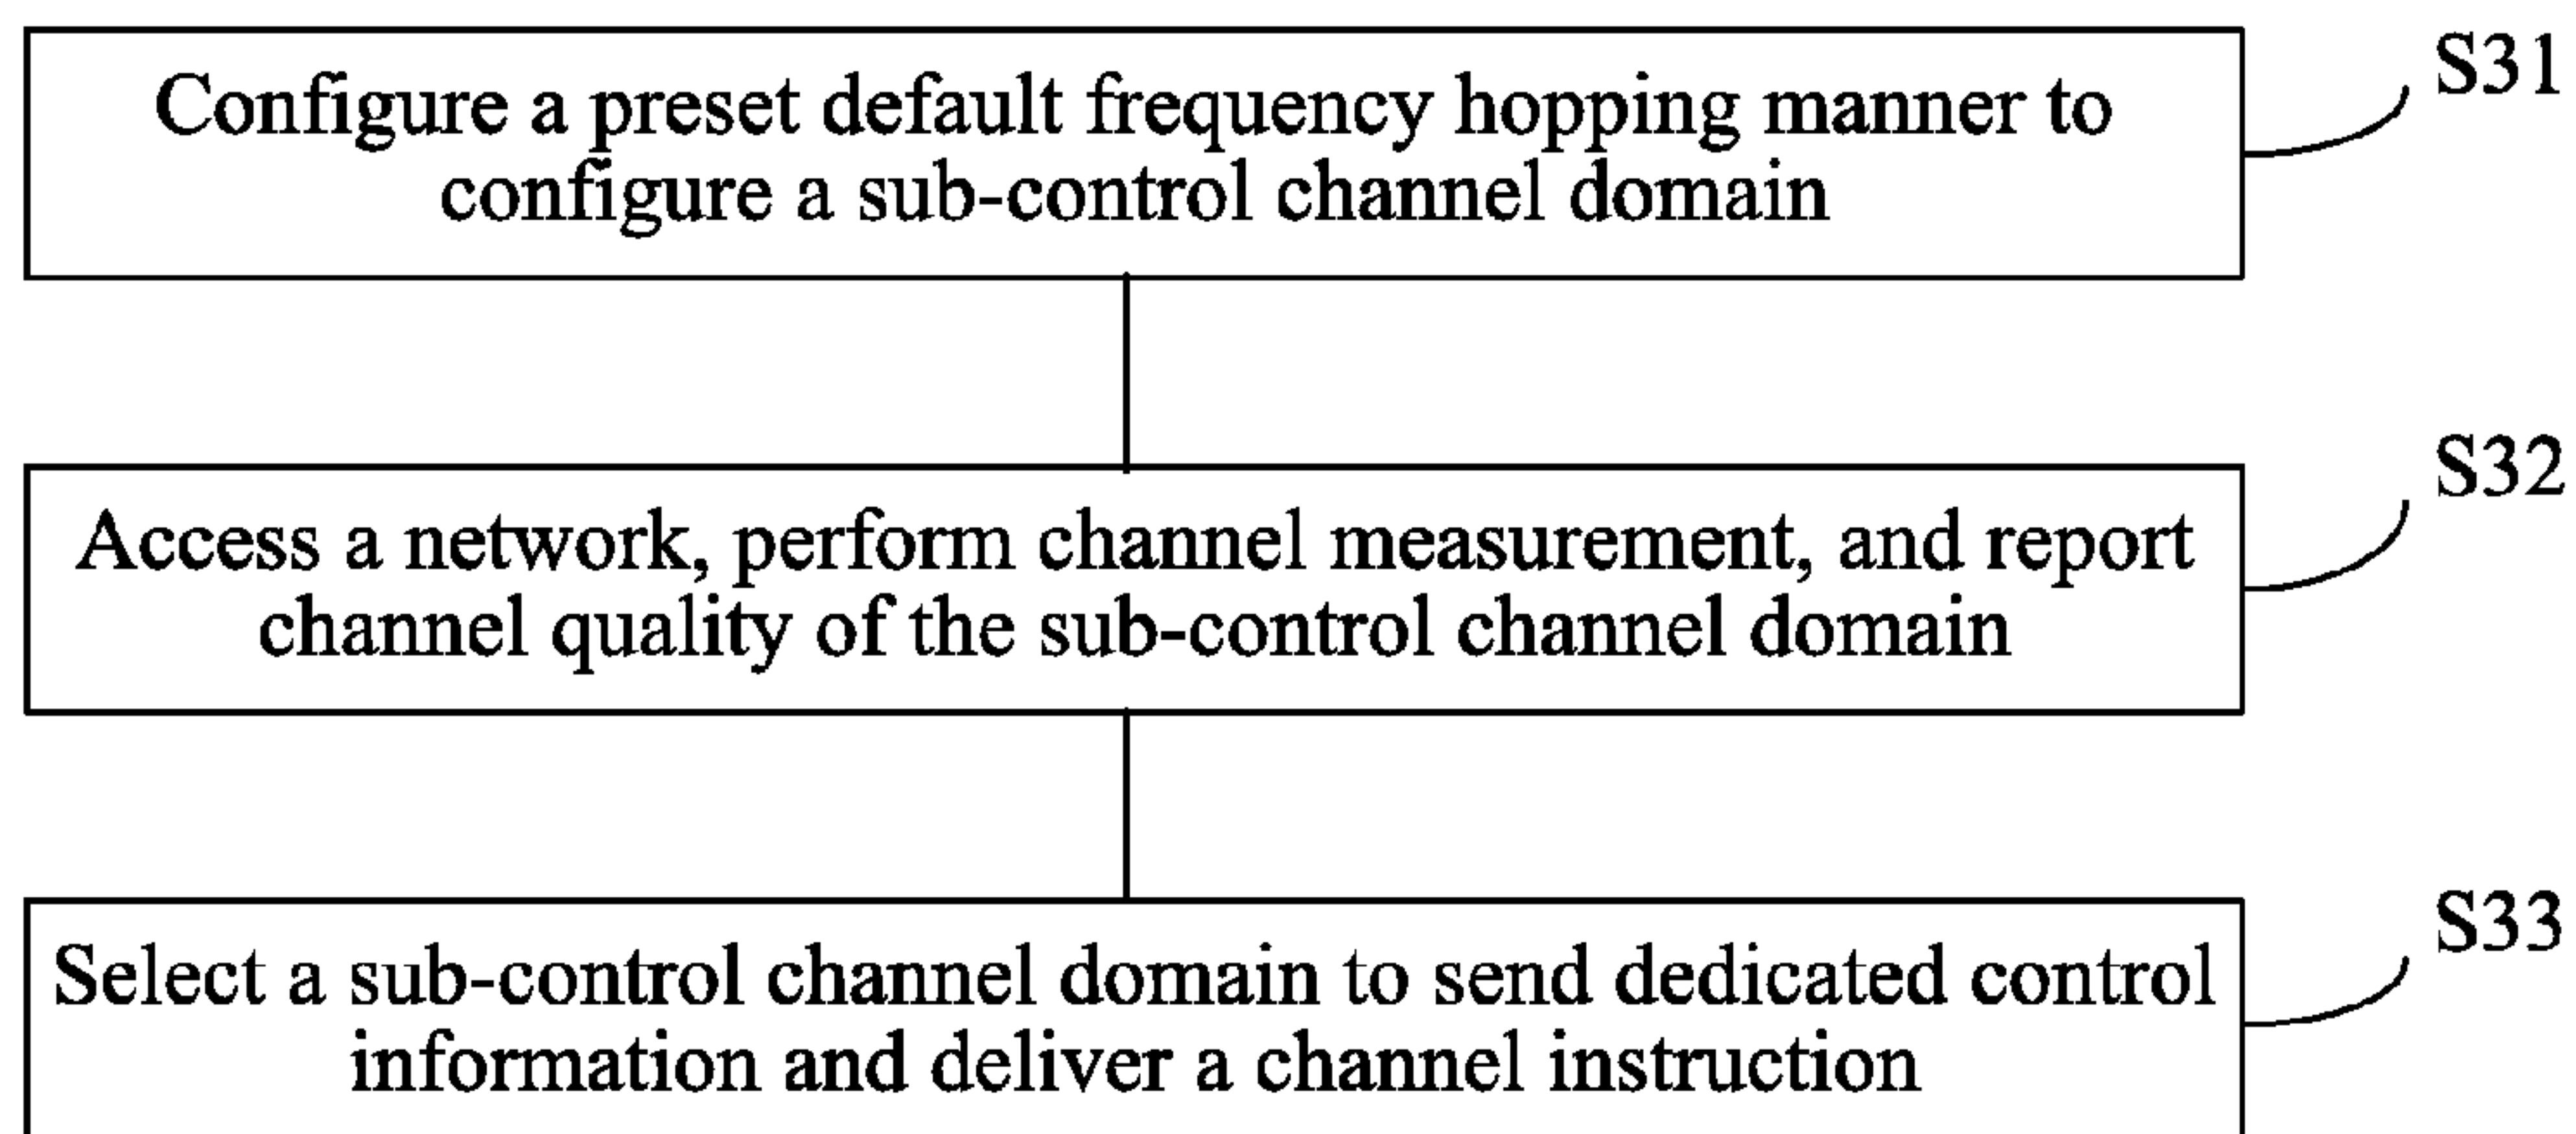 Configure a preset default frequency hopping manner to
configure a sub-control channel domain
S31
Access a network, perform channel measurement, and report
channel quality of the sub-control channel domain
S32
Select a sub-control channel domain to send dedicated control
information and deliver a channel instruction
S33